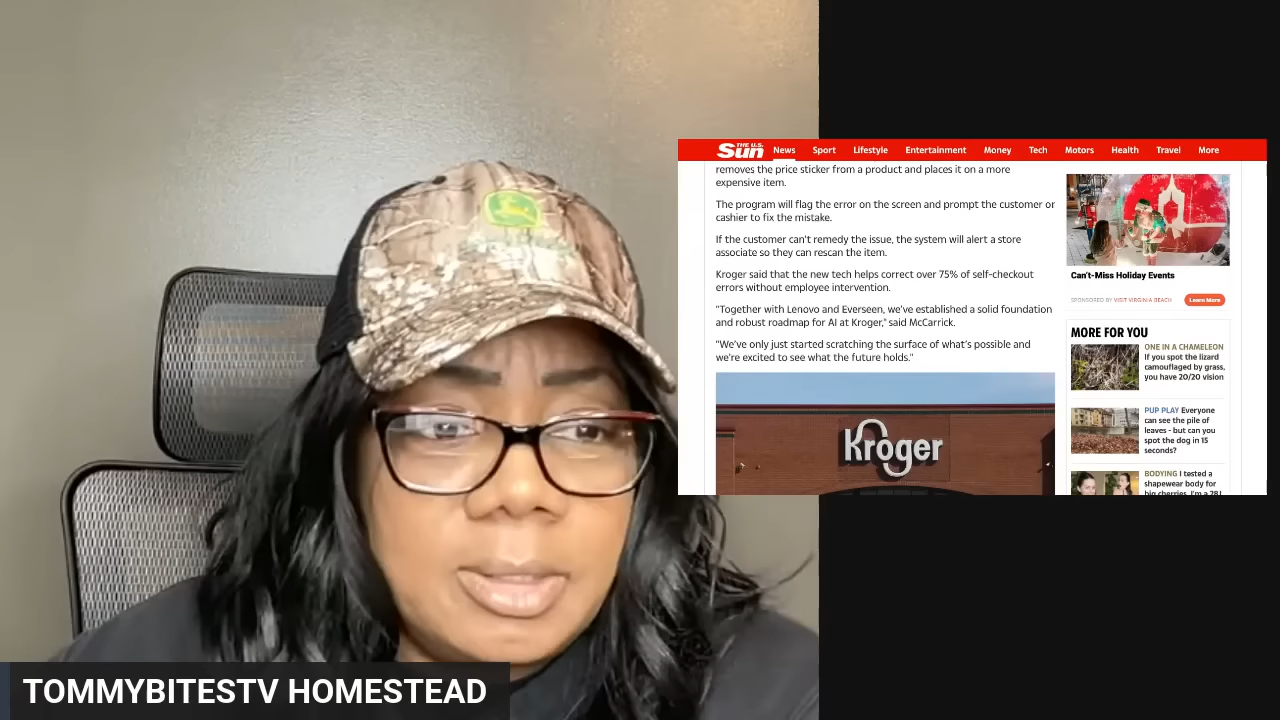 THE U.S.
Sun
News Sport Lifestyle Entertainment Money Tech Motors Health Travel More
removes the price sticker from a product and places it on a more
expensive item.
The program will flag the error on the screen and prompt the customer or
cashier to fix the mistake.
If the customer can't remedy the issue, the system will alert a store
associate so they can rescan the item.
Kroger said that the new tech helps correct over 75% of self-checkout
errors without employee intervention.
"Together with Lenovo and Everseen, we've established a solid foundation
and robust roadmap for AI at Kroger," said McCarrick.
"We've only just started scratching the surface of what's possible and
we're excited to see what the future holds."
Kroger
Can't-Miss Holiday Events
SPONSORED BY VISIT VIRGINIA BEACH
Learn More
MORE FOR YOU
ONE IN A CHAMELEON
If you spot the lizard
camouflaged by grass,
you have 20/20 vision
PUP PLAY Everyone
can see the pile of
leaves - but can you
spot the dog in 15
seconds?
BODYING I tested a
shapewear body for
big cherries, I'm a 28J
TOMMYBITESTV HOMESTEAD